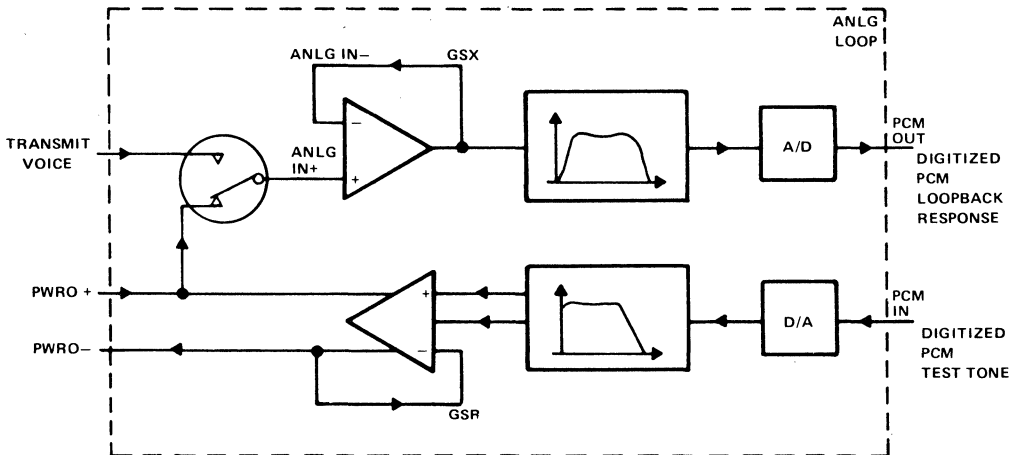 ANLG
LOOP
ANLG IN−
GSX
TRANSMIT
VOICE
ANLG
IN+
−
+
A/D
PCM
OUT
DIGITIZED
PCM
LOOPBACK
RESPONSE
PWRO +
PWRO−
+
−
GSR
D/A
PCM
IN
DIGITIZED
PCM
TEST TONE